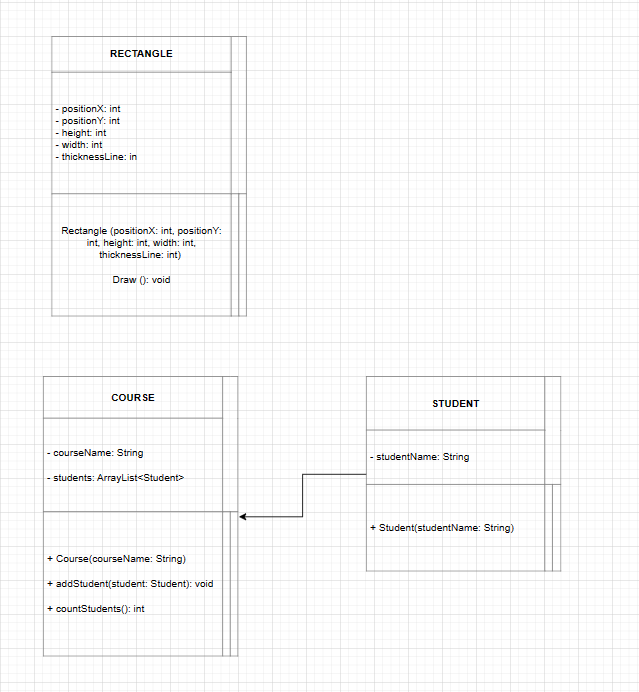 RECTANGLE
- positionX: int
- positionY: int
- height: int
- width: int
- thicknessLine: in
Rectangle (positionX: int, positionY:
int, height: int, width: int,
thicknessLine: int)
Draw (): void
COURSE
- courseName: String
- students: ArrayList<Student>
+ Course(courseName: String)
+ addStudent(student: Student): void
+ countStudents(): int
STUDENT
- studentName: String
+ Student(studentName: String)